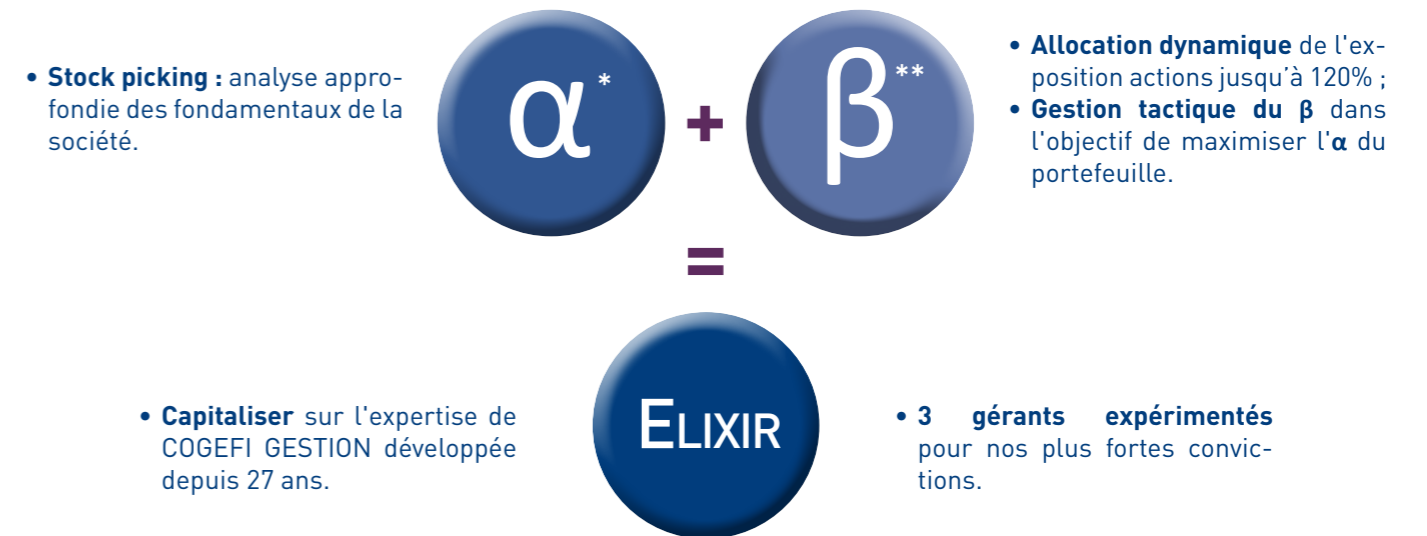 • Stock picking : analyse appro-
fondie des fondamentaux de la
société.
α*
+
β**
• Allocation dynamique de l'ex-
position actions jusqu’à 120% ;
• Gestion tactique du β dans
l'objectif de maximiser l'α du
portefeuille.
=
• Capitaliser sur l'expertise de
COGEFI GESTION développée
depuis 27 ans.
ELIXIR
• 3 gérants expérimentés
pour nos plus fortes convic-
tions.